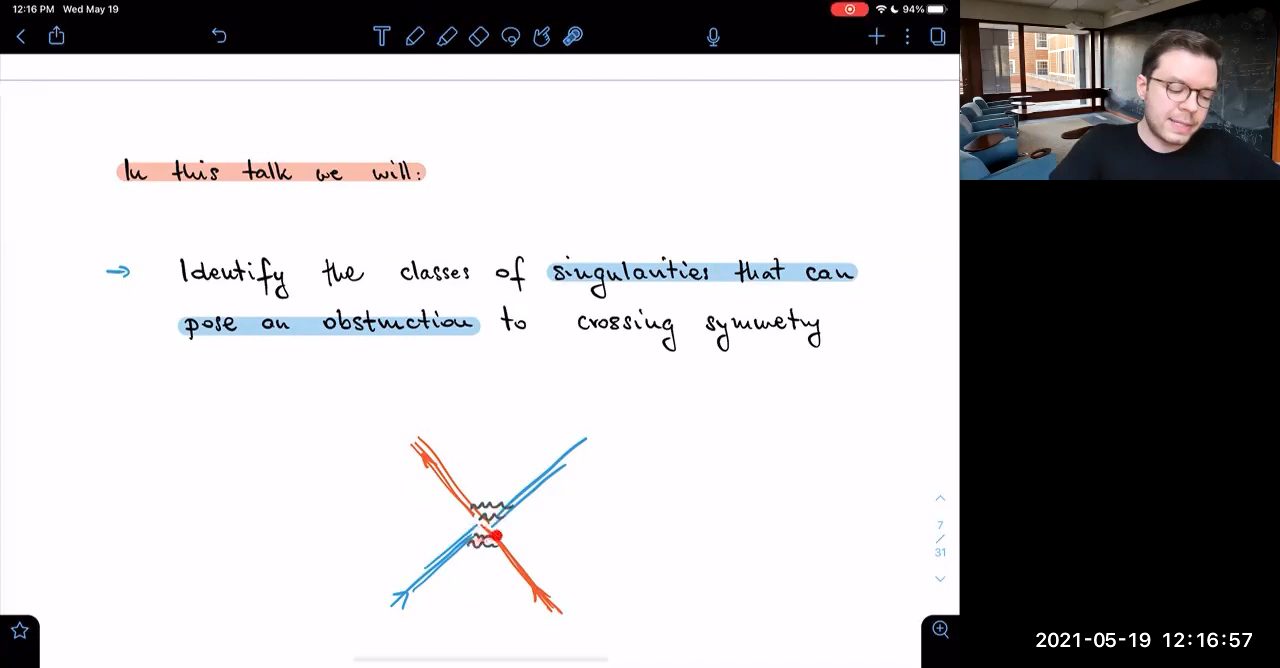 12:16 PM Wed May 19
94%
In this talk we will:
→ Identify the classes of singularities that can
pose an obstruction to crossing symmetry
7
/
31
2021-05-19 12:16:57